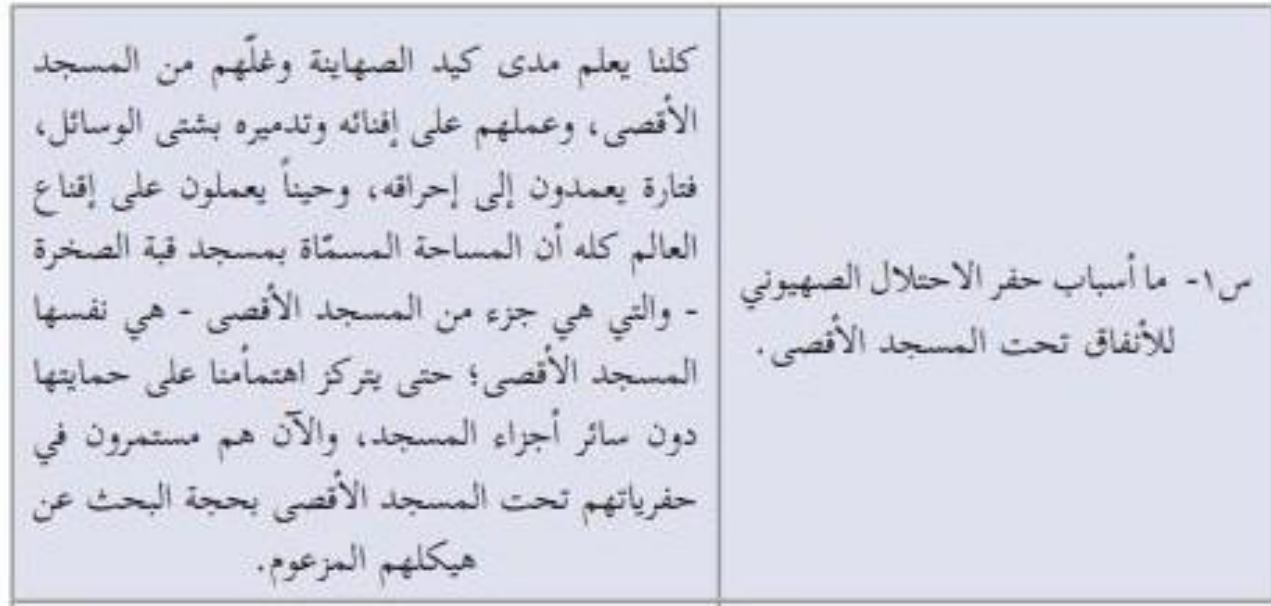 س١- ما أسباب حفر الاحتلال الصهيوني
للأنفاق تحت المسجد الأقصى.
كلنا يعلم مدى كيد الصهاينة وغلّهم من المسجد
الأقصى، وعملهم على إفنائه وتدميره بشتى الوسائل،
فتارة يعمدون إلى إحراقه، وحيناً يعملون على إقناع
العالم كله أن المساحة المسمّاة بمسجد قبة الصخرة
- والتي هي جزء من المسجد الأقصى - هي نفسها
المسجد الأقصى؛ حتى يتركز اهتمأمنا على حمايتها
دون سائر أجزاء المسجد، والآن هم مستمرون في
حفرياتهم تحت المسجد الأقصى بحجة البحث عن
هيكلهم المزعوم.